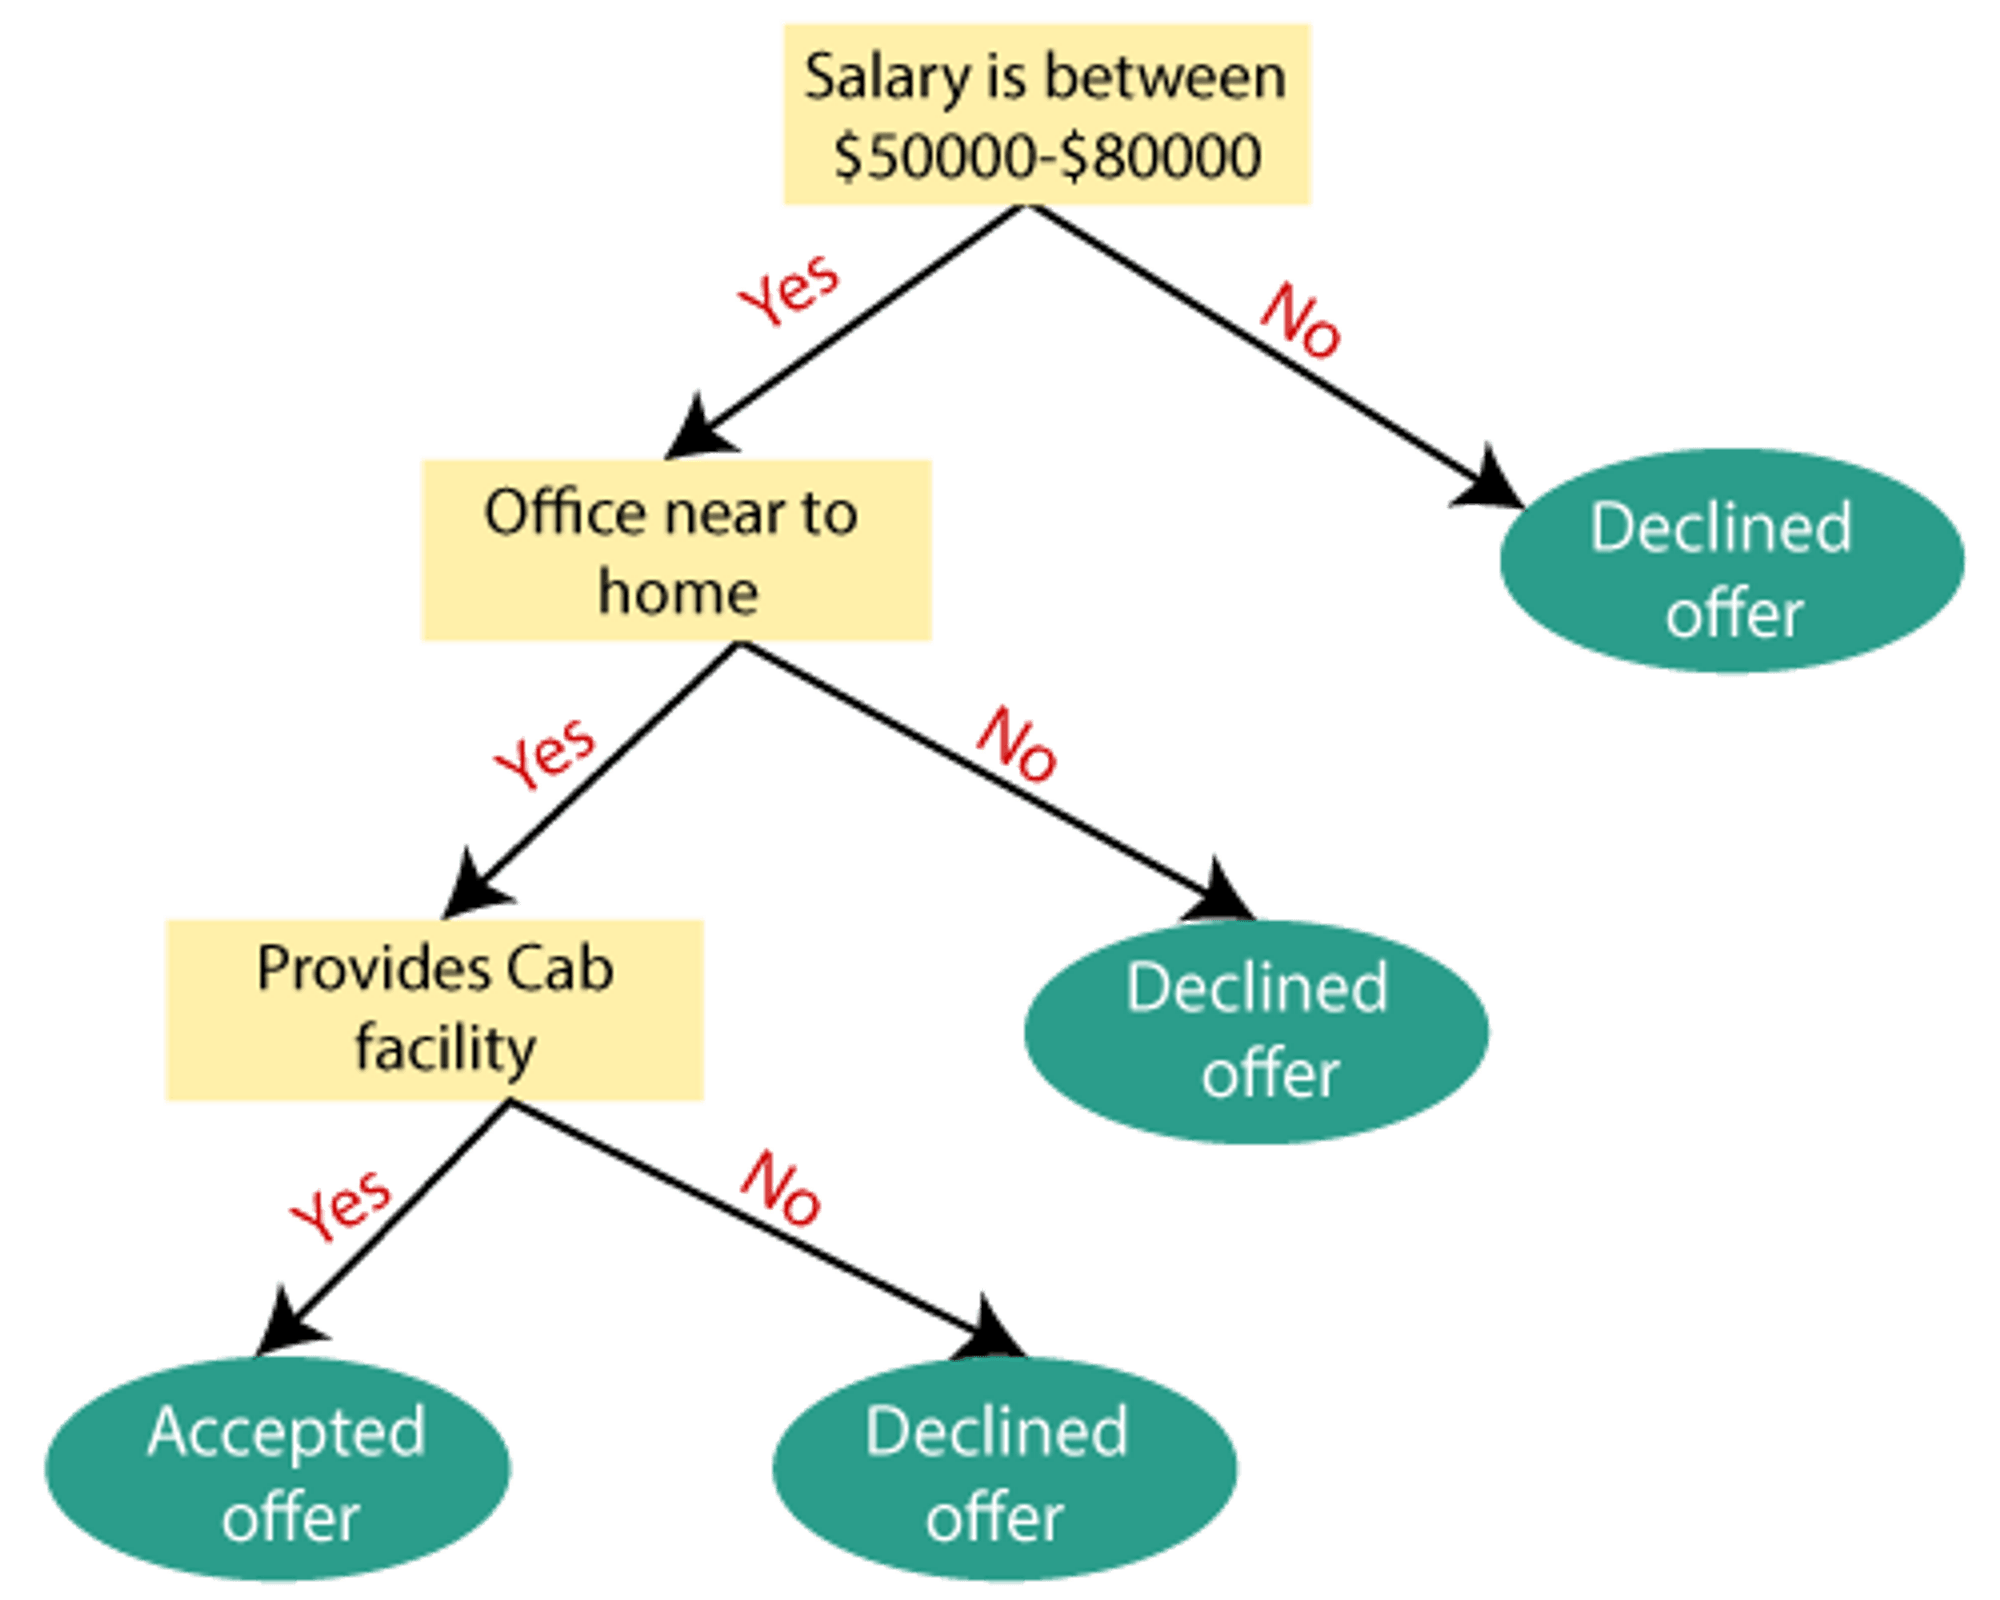 Salary is between
$50000-$80000
Yes
No
Office near to
home
Declined
offer
Yes
No
Provides Cab
facility
Declined
offer
Yes
No
Accepted
offer
Declined
offer